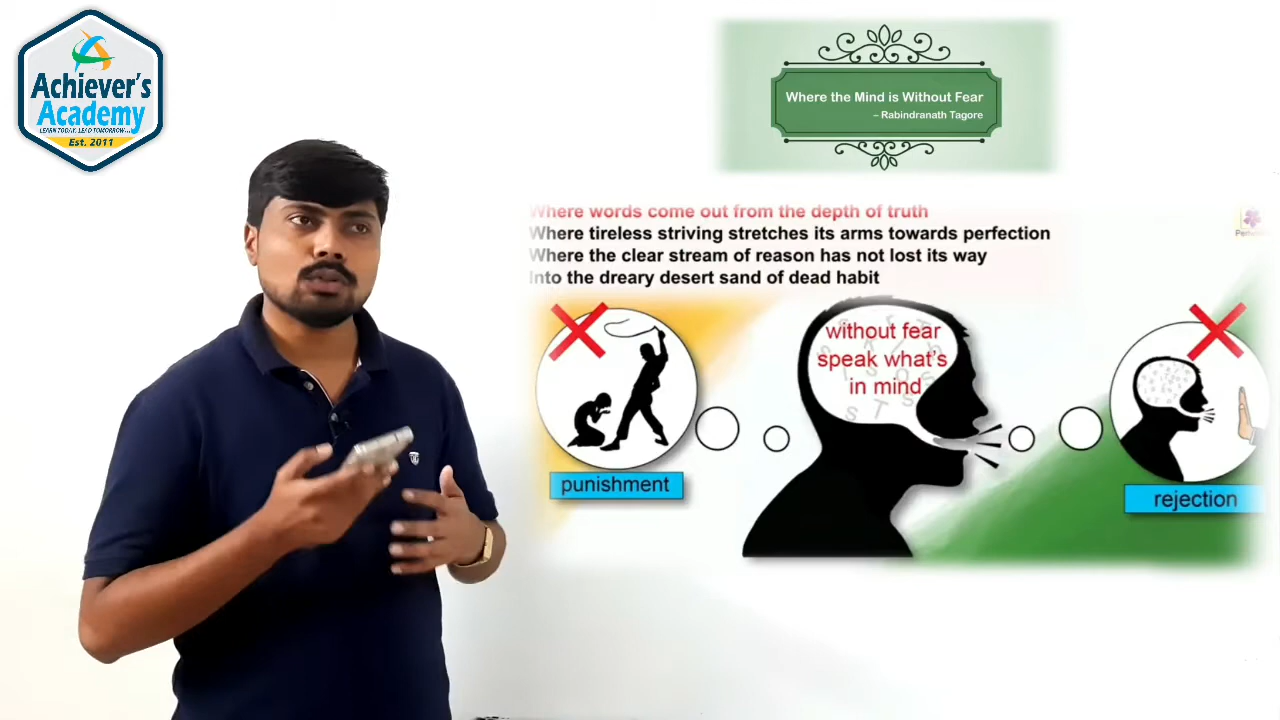 Achiever's
Academy
LEARN TODAY, LEAD TOMORROW...
Est. 2011
Where the Mind is Without Fear
– Rabindranath Tagore
Where words come out from the depth of truth
Where tireless striving stretches its arms towards perfection
Where the clear stream of reason has not lost its way
Into the dreary desert sand of dead habit
without fear
speak what's
in mind
punishment
rejection